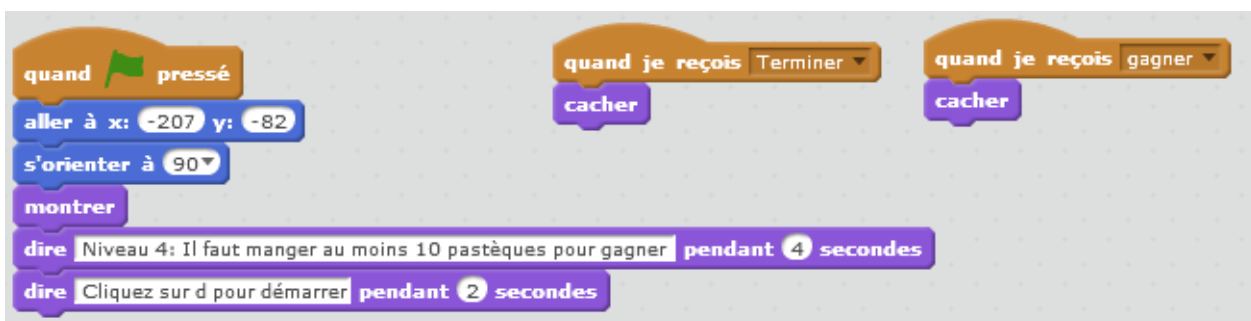 quand pressé
aller à x: -207 y: -82
s'orienter à 90
montrer
dire Niveau 4: Il faut manger au moins 10 pastèques pour gagner pendant 4 secondes
dire Cliquez sur d pour démarrer pendant 2 secondes
quand je reçois Terminer
cacher
quand je reçois gagner
cacher